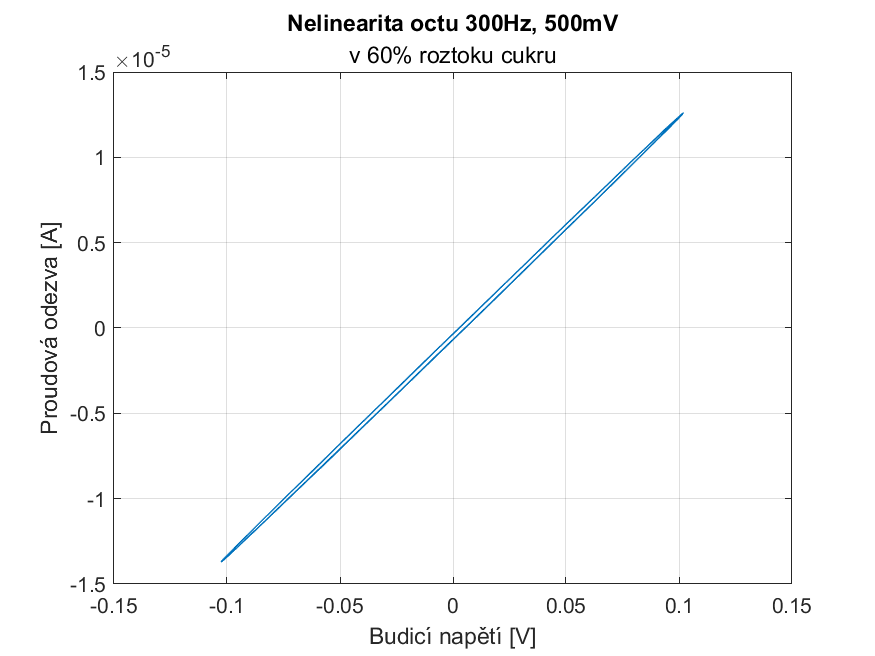 Nelinearita octu 300Hz, 500mV
v 60% roztoku cukru
×10-5
1.5
1
0.5
0
-0.5
-1
-1.5
Proudová odezva [A]
-0.15 -0.1 -0.05 0 0.05 0.1 0.15
Budicí napětí [V]